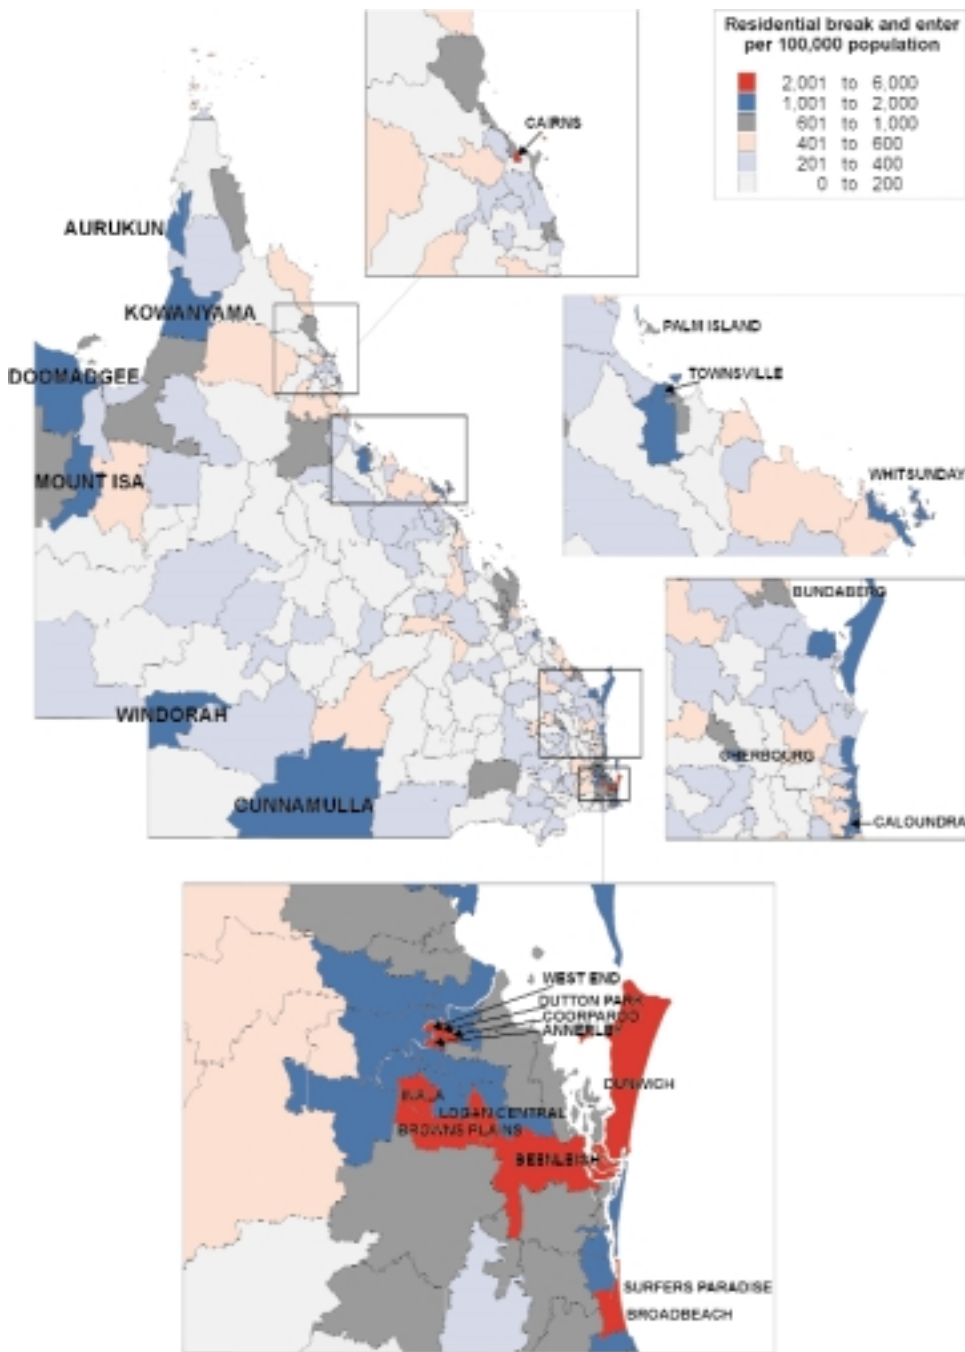 Residential break and enter
per 100,000 population
2,001 to 6,000
1,001 to 2,000
601 to 1,000
401 to 600
201 to 400
0 to 200
CAIRNS
AURUKUN
KOWANYAMA
DOOMADGEE
MOUNT ISA
PALM ISLAND
TOWNSVILLE
WHITSUNDAY
BUNDABERG
WINDORAH
CHERBOURG
CUNNAMULLA
CALOUNDRA
WEST END
DUTTON PARK
COORPAROO
ANNERLEY
DUNWICH
INALA
LOGAN CENTRAL
BROWNS PLAINS
BEENLEIGH
SURFERS PARADISE
BROADBEACH